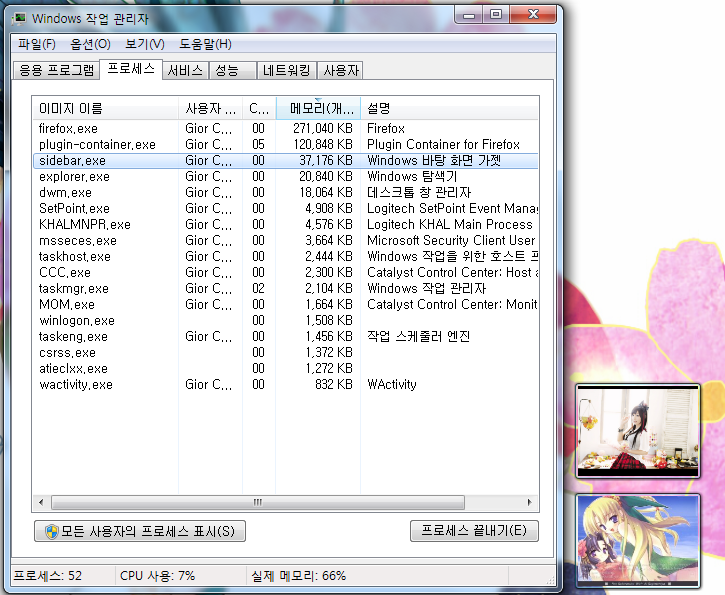 Windows 작업 관리자
파일(F) 옵션(O) 보기(V) 도움말(H)
응용 프로그램 프로세스 서비스 성능 네트워킹 사용자
이미지 이름 사용자 ... C... 메모리(개... 설명
firefox.exe Gior C... 00 271,040 KB Firefox
plugin-container.exe Gior C... 05 120,848 KB Plugin Container for Firefox
sidebar.exe Gior C... 00 37,176 KB Windows 바탕 화면 가젯
explorer.exe Gior C... 00 20,840 KB Windows 탐색기
dwm.exe Gior C... 00 18,064 KB 데스크톱 창 관리자
SetPoint.exe Gior C... 00 4,908 KB Logitech SetPoint Event Mana
KHALMNPR.exe Gior C... 00 4,576 KB Logitech KHAL Main Process
msseces.exe Gior C... 00 3,664 KB Microsoft Security Client User
taskhost.exe Gior C... 00 2,444 KB Windows 작업을 위한 호스트 프
CCC.exe Gior C... 00 2,300 KB Catalyst Control Center: Host a
taskmgr.exe Gior C... 02 2,104 KB Windows 작업 관리자
MOM.exe Gior C... 00 1,664 KB Catalyst Control Center: Monit
winlogon.exe 00 1,508 KB
taskeng.exe Gior C... 00 1,456 KB 작업 스케줄러 엔진
csrss.exe 00 1,372 KB
atieclxx.exe 00 1,272 KB
wactivity.exe Gior C... 00 832 KB WActivity
모든 사용자의 프로세스 표시(S) 프로세스 끝내기(E)
프로세스: 52 CPU 사용: 7% 실제 메모리: 66%